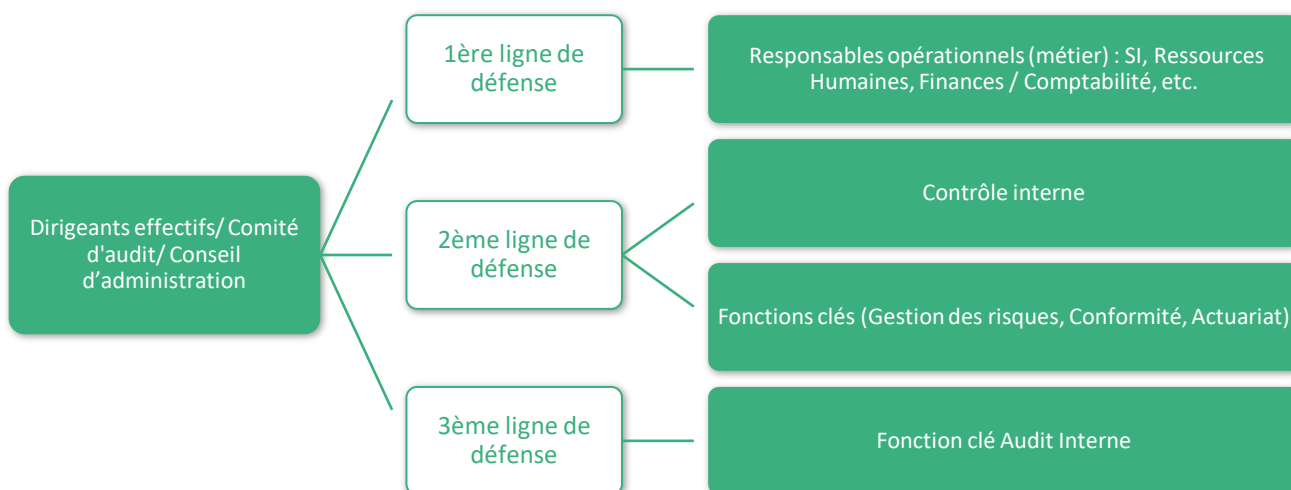 Dirigeants effectifs/ Comité
d'audit/ Conseil
d’administration
1ère ligne de
défense
Responsables opérationnels (métier) : SI, Ressources
Humaines, Finances / Comptabilité, etc.
2ème ligne de
défense
Contrôle interne
Fonctions clés (Gestion des risques, Conformité, Actuariat)
3ème ligne de
défense
Fonction clé Audit Interne